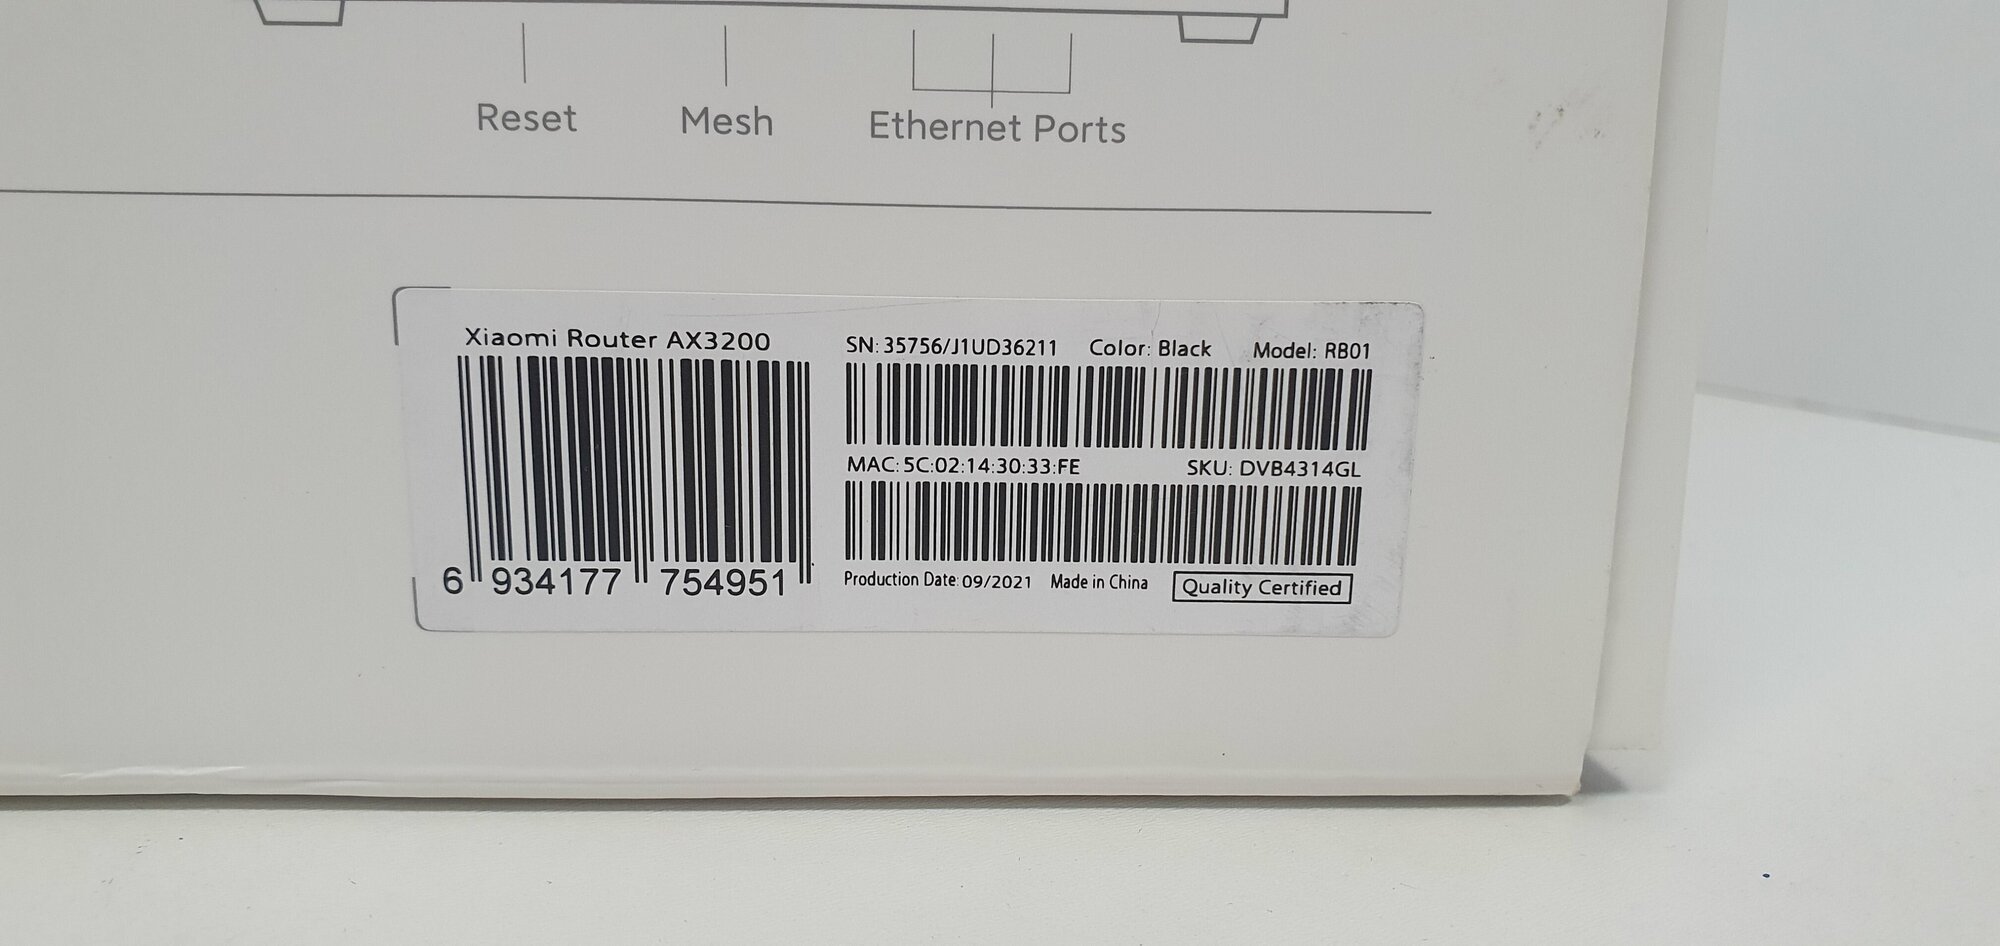 Reset
Mesh
Ethernet Ports
Xiaomi Router AX3200
6 934177 754951
SN: 35756/J1UD36211 Color: Black Model: RB01
MAC: 5C:02:14:30:33:FE SKU: DVB4314GL
Production Date: 09/2021 Made in China Quality Certified